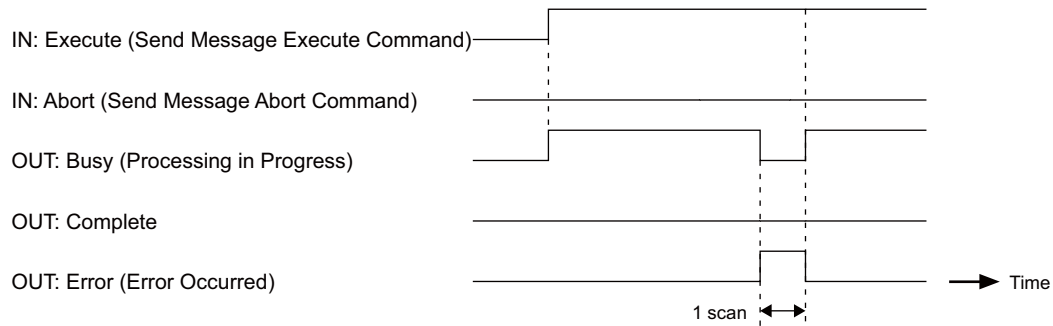 IN: Execute (Send Message Execute Command)
IN: Abort (Send Message Abort Command)
OUT: Busy (Processing in Progress)
OUT: Complete
OUT: Error (Error Occurred)
Time
1 scan